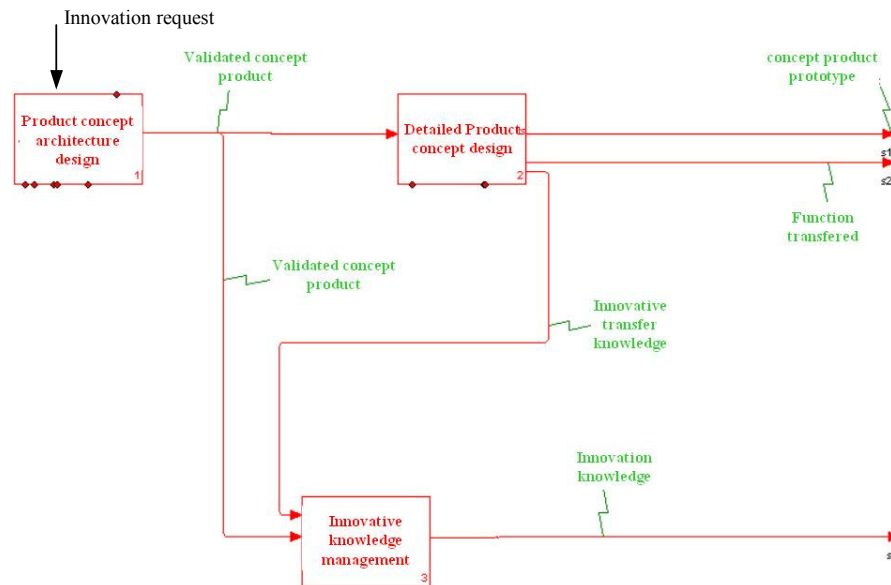 Innovation request
Validated concept
product
concept product
prototype
Product concept
architecture
design
1
Detailed Product
concept design
2
s1
s2
Function
transfered
Validated concept
product
Innovative
transfer
knowledge
Innovation
knowledge
Innovative
knowledge
management
3
s